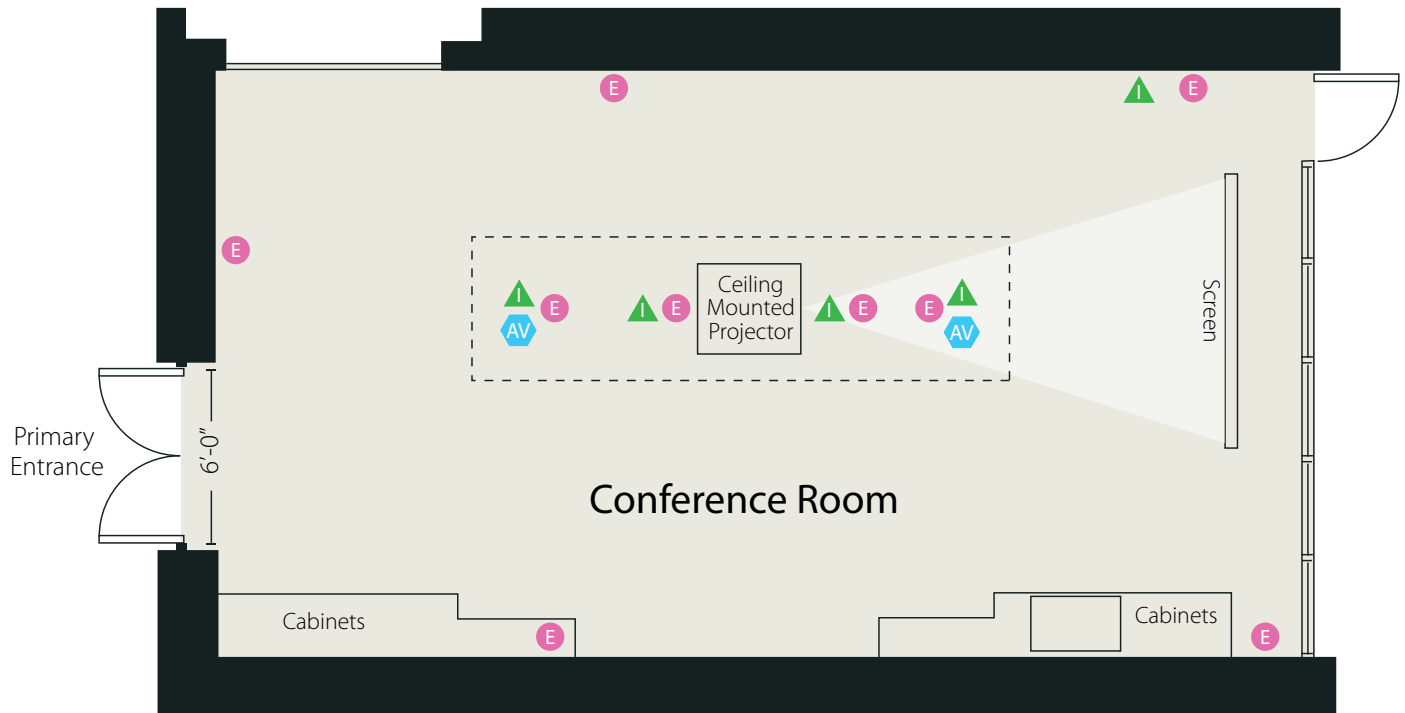 E
I E
E
Ceiling
Mounted
Projector
I E
AV
I E
I E
E I
AV
Screen
Primary
Entrance
6'-0"
Conference Room
Cabinets
E
Cabinets
E